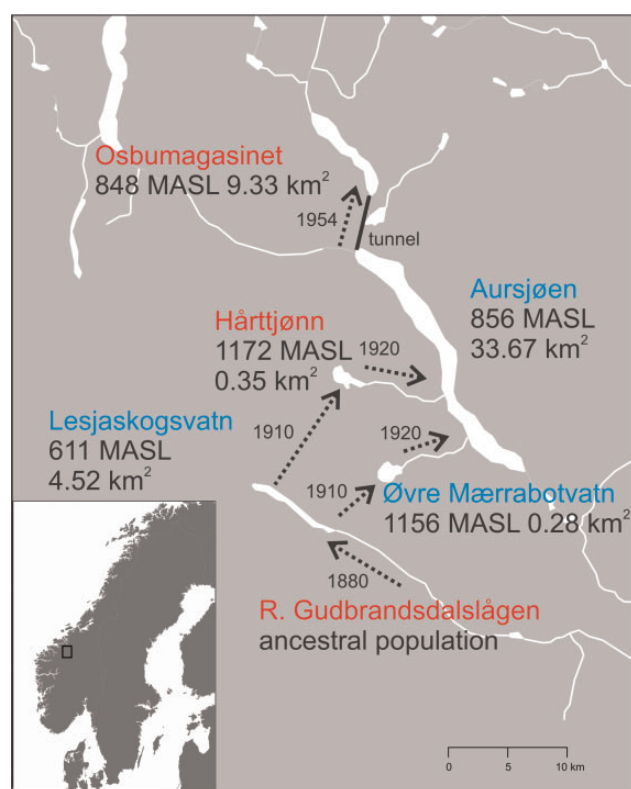 Osbumagasinet
848 MASL 9.33 km²
1954
tunnel
Aursjøen
856 MASL
33.67 km²
Hårttjønn
1172 MASL
0.35 km²
1920
Lesjaskogsvatn
611 MASL
4.52 km²
1910
1920
1910
Øvre Mærrabotvatn
1156 MASL 0.28 km²
1880
R. Gudbrandsdalslågen
ancestral population
0 5 10 km